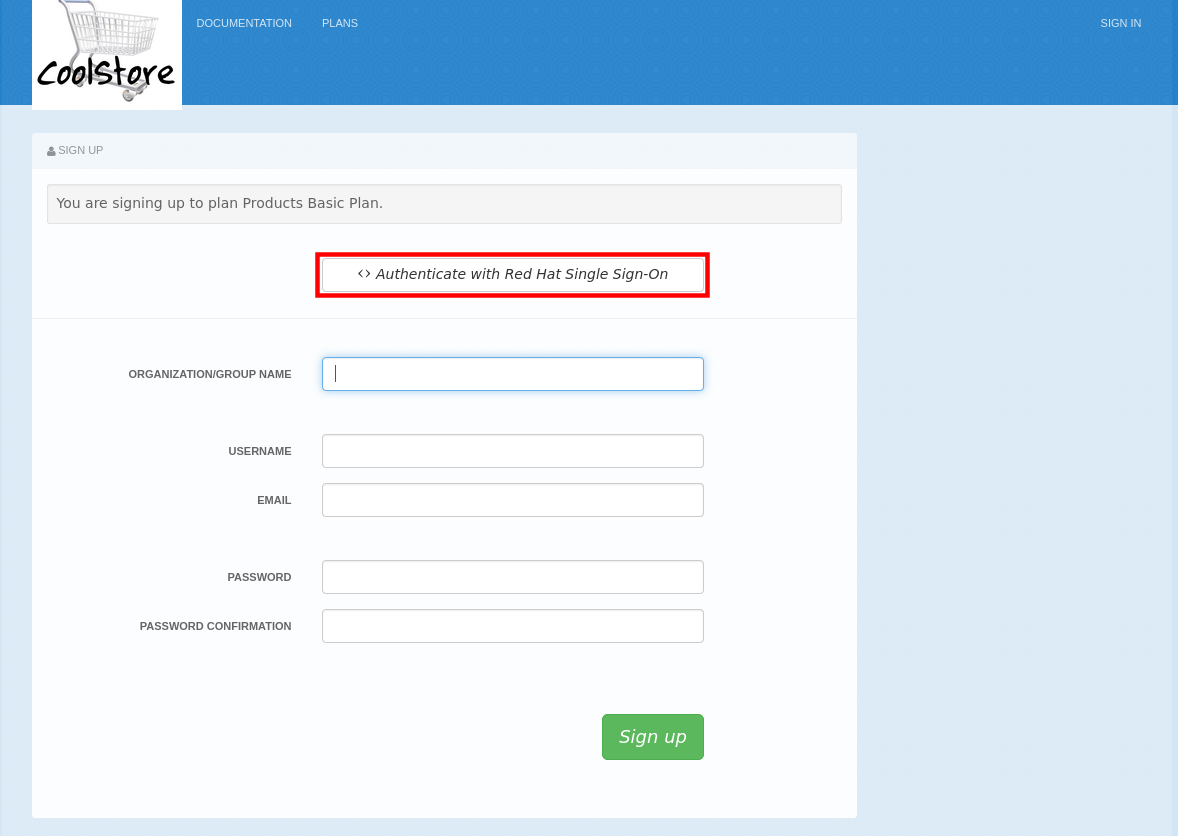 CoolStore
DOCUMENTATION PLANS SIGN IN
SIGN UP
You are signing up to plan Products Basic Plan.
<> Authenticate with Red Hat Single Sign-On
ORGANIZATION/GROUP NAME
USERNAME
EMAIL
PASSWORD
PASSWORD CONFIRMATION
Sign up